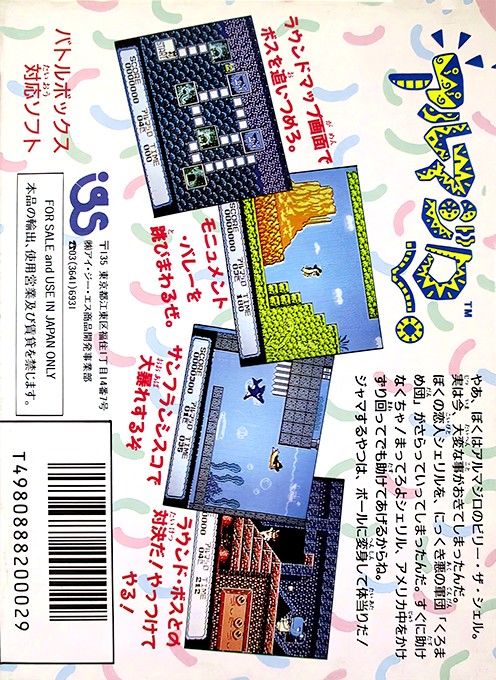 アルマジロ TM
やあ、ぼくはアルマジロのビリー・ザ・シェル。
実は今、大変な事がおきてしまったんだ。
ぼくの恋人シェリルを、にっくき悪の軍団「くろま
め団」がさらっていってしまったんだ。すぐに助け
なくちゃ！まってろよシェリル、アメリカ中をかけ
ずり回ってでも助けてあげるからね。
ジャマするやつは、ボールに変身して体当りだ！
ラウンドマップ画面で
ボスを追いつめろ。
モニュメント
・バレーを
跳びまわるぜ。
サンフランシスコで
大暴れするぞ
ラウンド・ボスとの
対決だ！やっつけて
やる！
バトルボックス
対応ソフト
igs
〒135 東京都江東区福住1丁目14番7号
㈱アイ・ジー・エス商品開発事業部
☎03(3641)6931
FOR SALE and USE IN JAPAN ONLY
本品の輸出、使用営業及び賃貸を禁じます。
T4980888200029